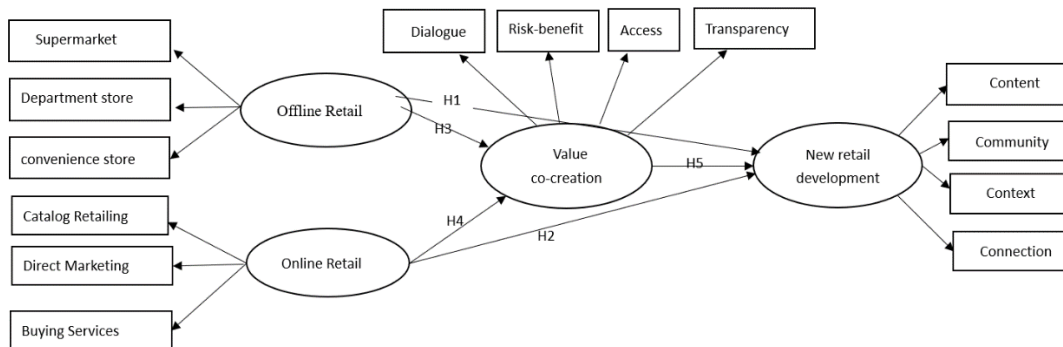 Supermarket
Department store
convenience store
Catalog Retailing
Direct Marketing
Buying Services
Offline Retail
Online Retail
H1
H3
H4
H2
Dialogue
Risk-benefit
Access
Transparency
Value
co-creation
H5
New retail
development
Content
Community
Context
Connection